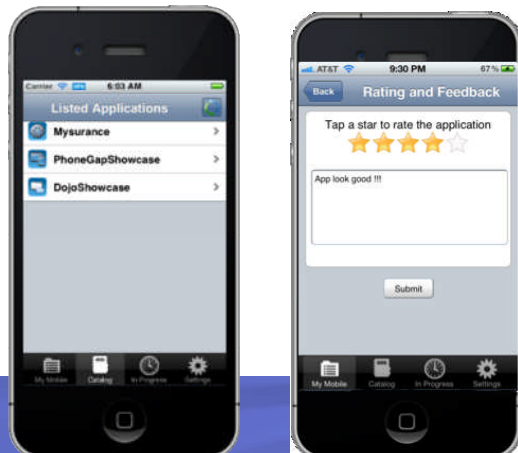 Carrier 6:03 AM
Listed Applications
Mysurance
PhoneGapShowcase
DojoShowcase
My Mobile Catalog In Progress Settings
AT&T 9:30 PM 67%
Back Rating and Feedback
Tap a star to rate the application
App look good !!!
Submit
My Mobile Catalog In Progress Settings